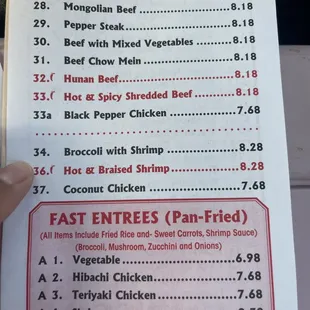 28. Mongolian Beef 8.18
29. Pepper Steak 8.18
30. Beef with Mixed Vegetables 8.18
31. Beef Chow Mein 8.18
32. Hunan Beef 8.18
33. Hot & Spicy Shredded Beef 8.18
33a Black Pepper Chicken 7.68
34. Broccoli with Shrimp 8.28
36. Hot & Braised Shrimp 8.28
37. Coconut Chicken 7.68
FAST ENTREES (Pan-Fried)
(All Items Include Fried Rice and- Sweet Carrots, Shrimp Sauce)
(Broccoli, Mushroom, Zucchini and Onions)
A 1. Vegetable 6.98
A 2. Hibachi Chicken 7.68
A 3. Teriyaki Chicken 7.68